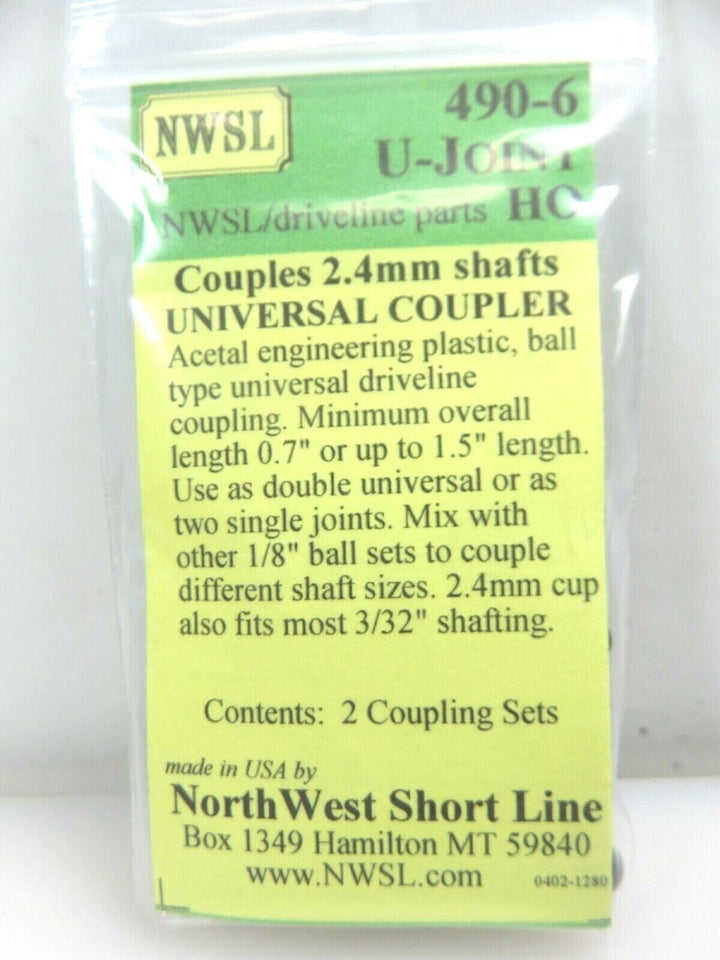 NWSL
490-6
U-JOINT
NWSL/driveline parts HO
Couples 2.4mm shafts
UNIVERSAL COUPLER
Acetal engineering plastic, ball
type universal driveline
coupling. Minimum overall
length 0.7" or up to 1.5" length.
Use as double universal or as
two single joints. Mix with
other 1/8" ball sets to couple
different shaft sizes. 2.4mm cup
also fits most 3/32" shafting.
Contents: 2 Coupling Sets
made in USA by
NorthWest Short Line
Box 1349 Hamilton MT 59840
www.NWSL.com 0402-1280